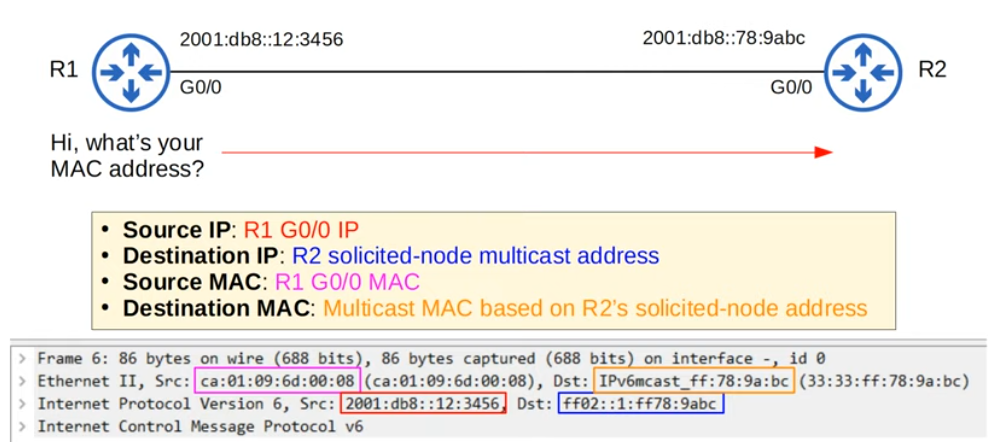 2001:db8::12:3456
2001:db8::78:9abc
R1
R2
G0/0
G0/0
Hi, what's your
MAC address?
• Source IP: R1 G0/0 IP
• Destination IP: R2 solicited-node multicast address
• Source MAC: R1 G0/0 MAC
• Destination MAC: Multicast MAC based on R2's solicited-node address
> Frame 6: 86 bytes on wire (688 bits), 86 bytes captured (688 bits) on interface -, id 0
> Ethernet II, Src: ca:01:09:6d:00:08 (ca:01:09:6d:00:08), Dst: IPv6mcast_ff:78:9a:bc (33:33:ff:78:9a:bc)
> Internet Protocol Version 6, Src: 2001:db8::12:3456, Dst: ff02::1:ff78:9abc
> Internet Control Message Protocol v6